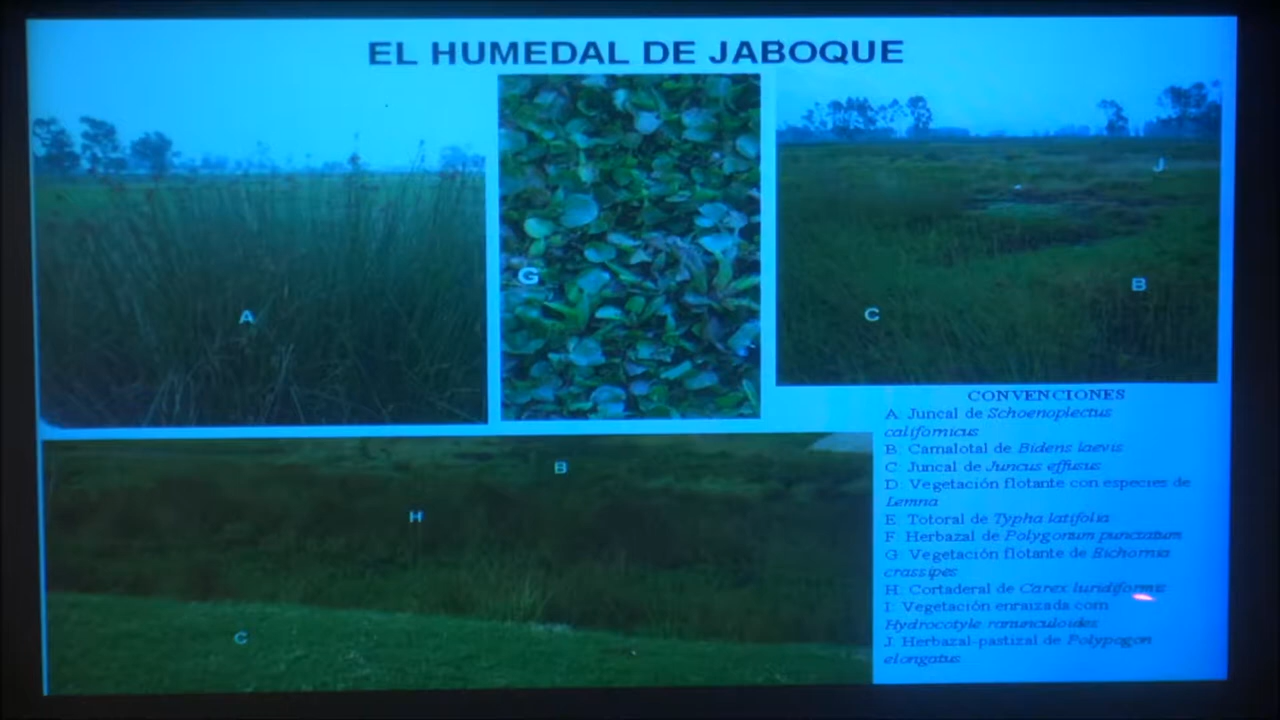 EL HUMEDAL DE JABOQUE
A
G
J
B
C
B
H
C
CONVENCIONES
A. Juncal de Schoenoplectus
californicus
B. Camalotal de Bidens laevis
C: Juncal de Juncus effusus
D. Vegetación flotante con especies de
Lemna
E: Totoral de Typha latifolia
F. Herbazal de Polygonum punctatum
G: Vegetación flotante de Eichornia
crassipes
H: Cortaderal de Carex luridiformis
I: Vegetación enraizada com
Hydrocotyle ranunculoides
J. Herbazal-pastizal de Polypogon
elongatus